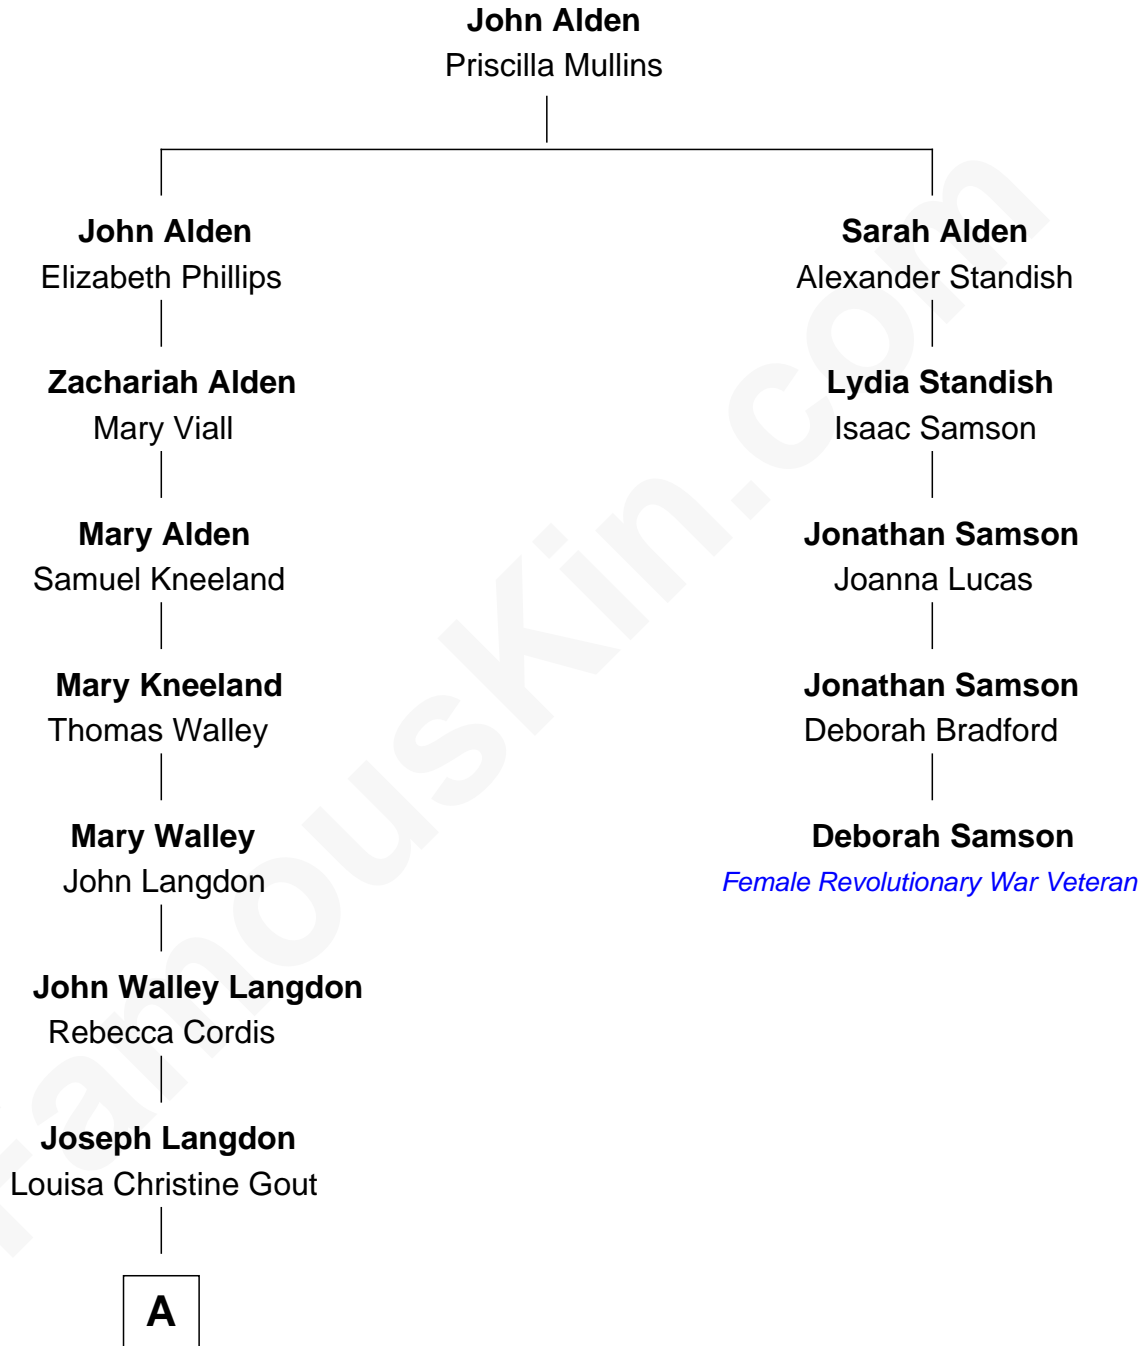 John Alden
Priscilla Mullins
John Alden
Elizabeth Phillips
Zachariah Alden
Mary Viall
Mary Alden
Samuel Kneeland
Mary Kneeland
Thomas Walley
Mary Walley
John Langdon
John Walley Langdon
Rebecca Cordis
Joseph Langdon
Louisa Christine Gout
A
Sarah Alden
Alexander Standish
Lydia Standish
Isaac Samson
Jonathan Samson
Joanna Lucas
Jonathan Samson
Deborah Bradford
Deborah Samson
Female Revolutionary War Veteran
FamousKin.com